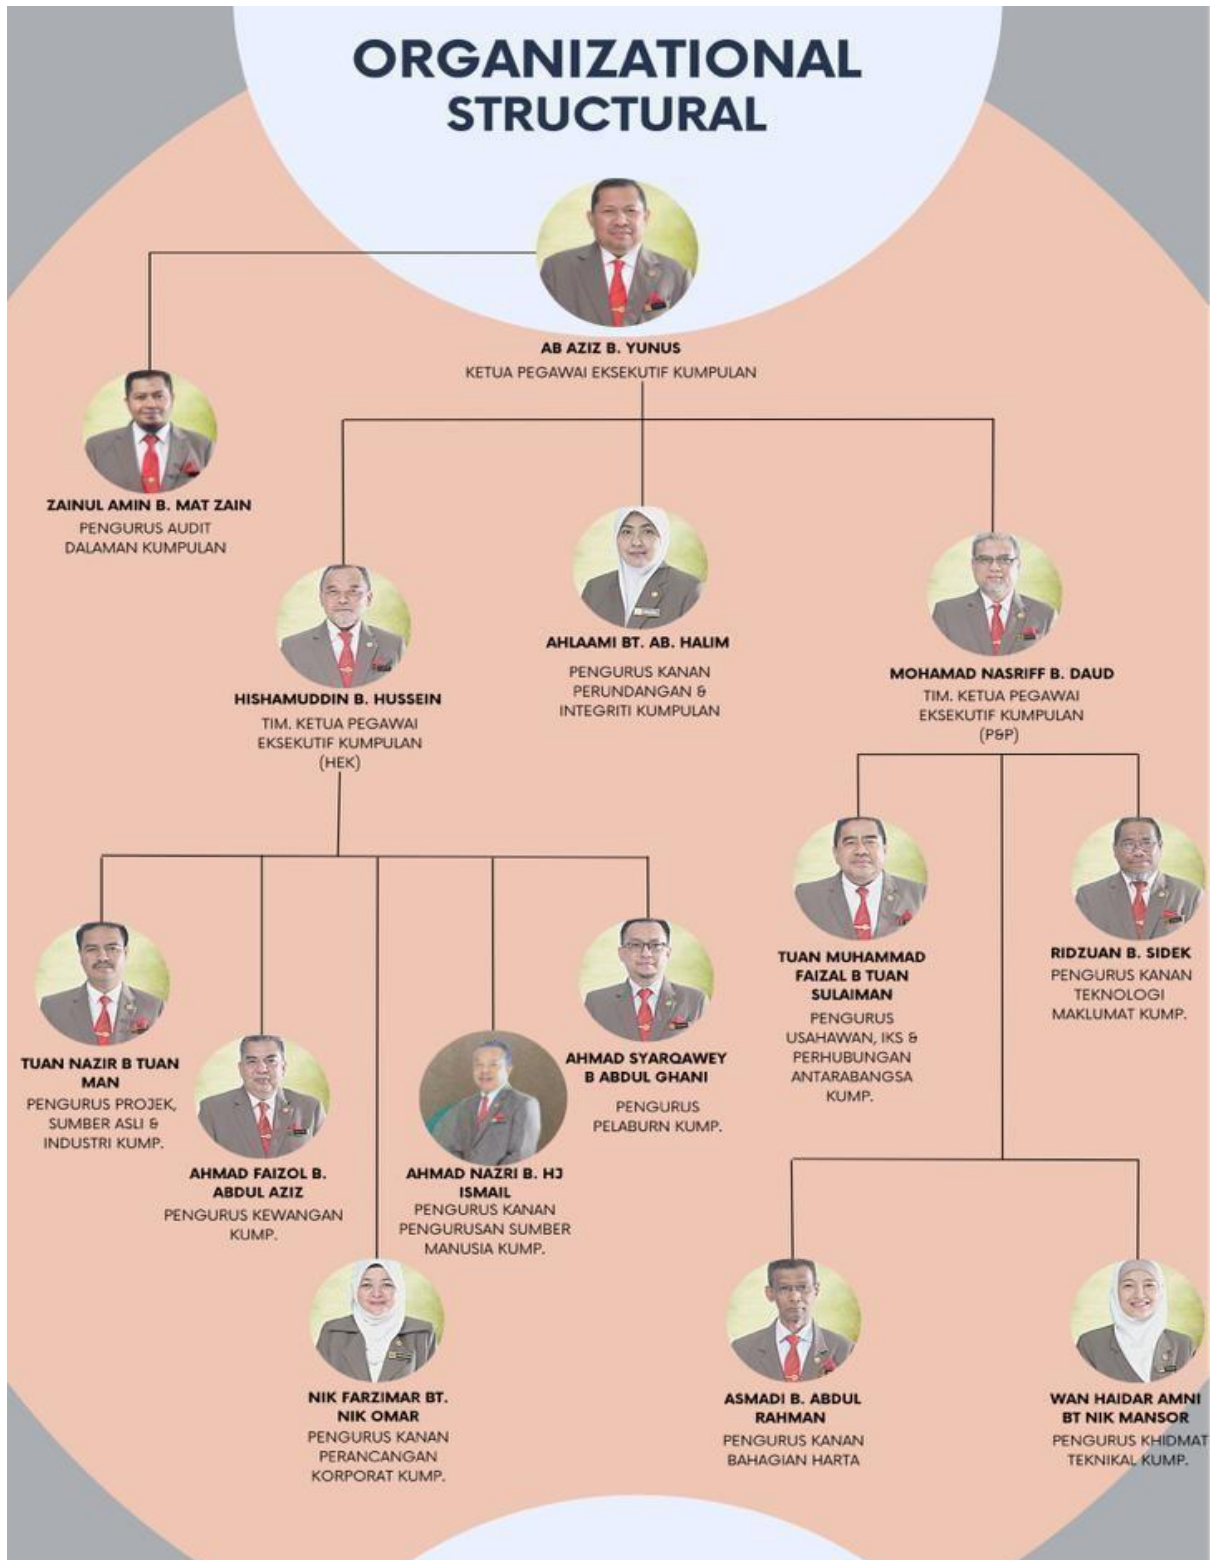 ORGANIZATIONAL
STRUCTURAL
AB AZIZ B. YUNUS
KETUA PEGAWAI EKSEKUTIF KUMPULAN
ZAINUL AMIN B. MAT ZAIN
PENGURUS AUDIT
DALAMAN KUMPULAN
HISHAMUDDIN B. HUSSEIN
TIM. KETUA PEGAWAI
EKSEKUTIF KUMPULAN
(HEK)
AHLAAMI BT. AB. HALIM
PENGURUS KANAN
PERUNDANGAN &
INTEGRITI KUMPULAN
MOHAMAD NASRIFF B. DAUD
TIM. KETUA PEGAWAI
EKSEKUTIF KUMPULAN
(P&P)
TUAN NAZIR B TUAN
MAN
PENGURUS PROJEK,
SUMBER ASLI &
INDUSTRI KUMP.
AHMAD FAIZOL B.
ABDUL AZIZ
PENGURUS KEWANGAN
KUMP.
NIK FARZIMAR BT.
NIK OMAR
PENGURUS KANAN
PERANCANGAN
KORPORAT KUMP.
AHMAD NAZRI B. HJ
ISMAIL
PENGURUS KANAN
PENGURUSAN SUMBER
MANUSIA KUMP.
AHMAD SYARQAWEY
B ABDUL GHANI
PENGURUS
PELABURN KUMP.
TUAN MUHAMMAD
FAIZAL B TUAN
SULAIMAN
PENGURUS
USAHAWAN, IKS &
PERHUBUNGAN
ANTARABANGSA
KUMP.
RIDZUAN B. SIDEK
PENGURUS KANAN
TEKNOLOGI
MAKLUMAT KUMP.
ASMADI B. ABDUL
RAHMAN
PENGURUS KANAN
BAHAGIAN HARTA
WAN HAIDAR AMNI
BT NIK MANSOR
PENGURUS KHIDMAT
TEKNIKAL KUMP.